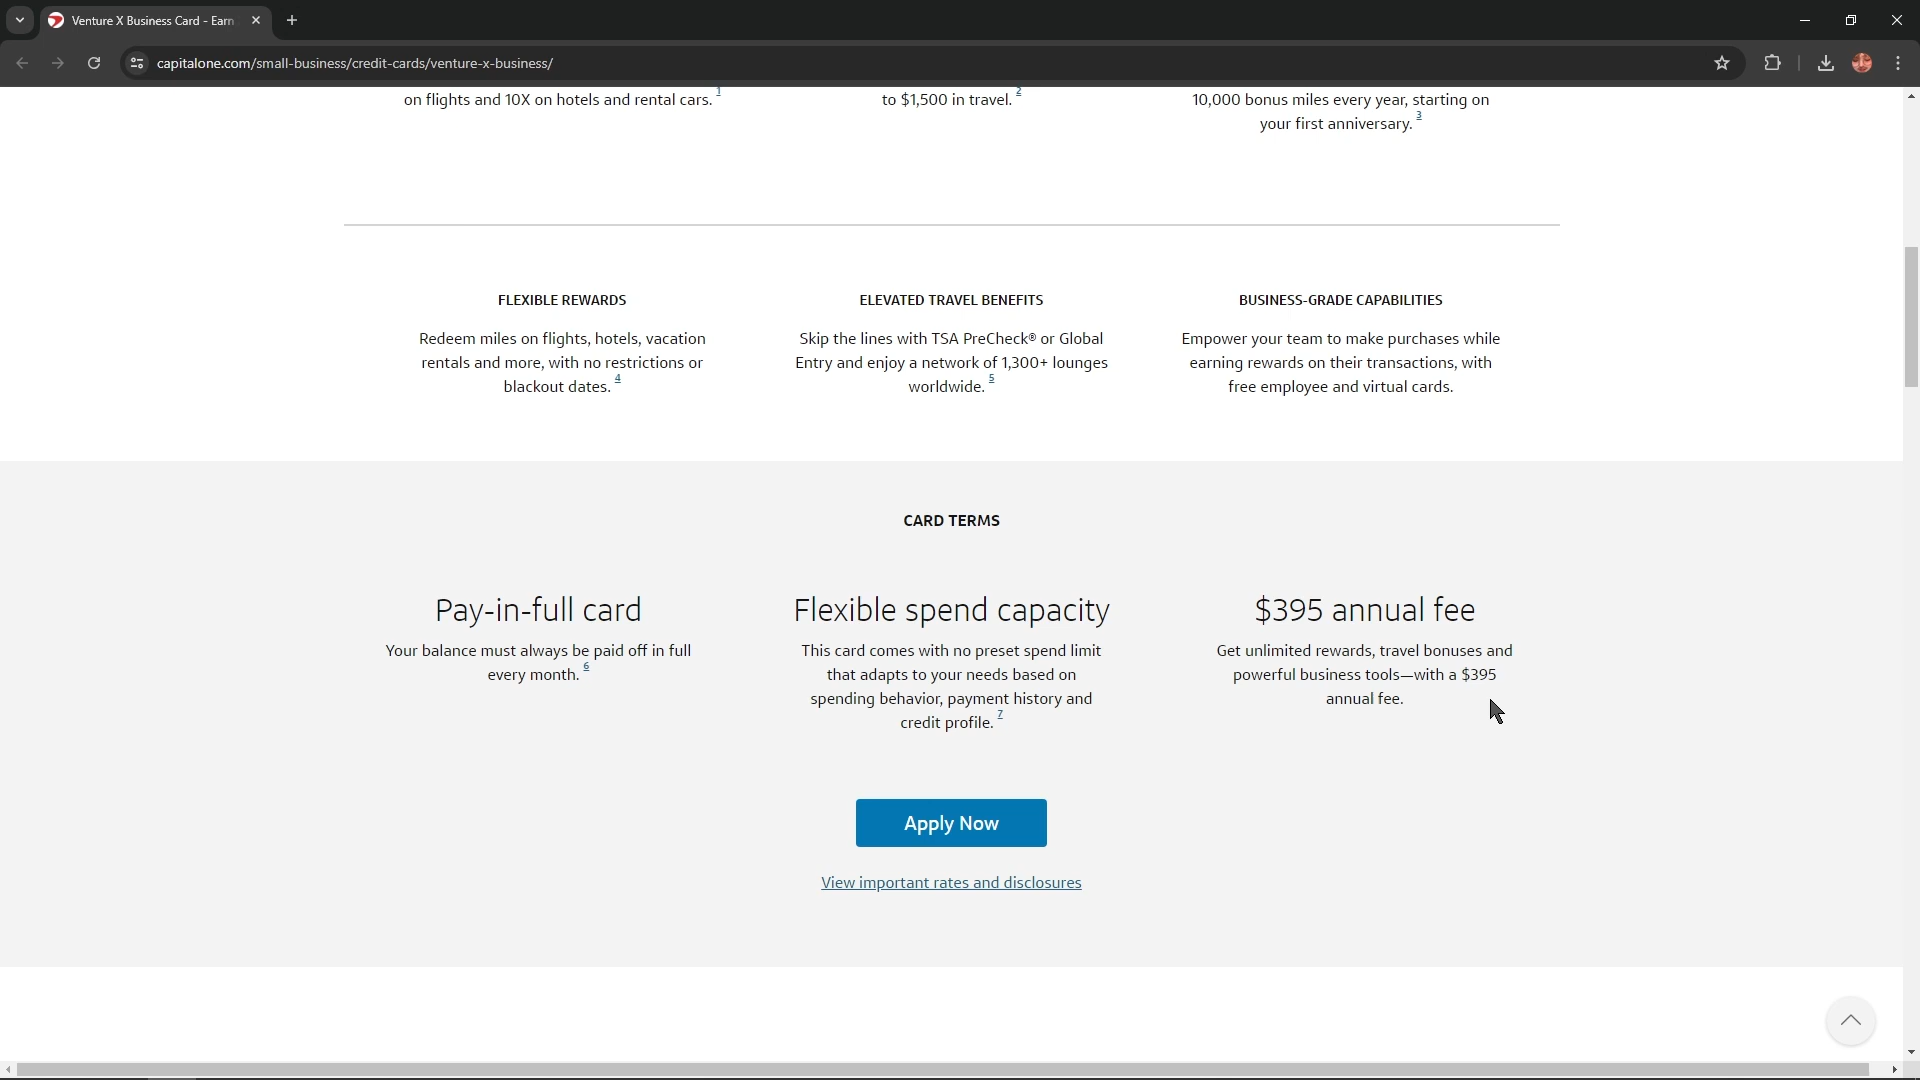 Venture X Business Card - Earn
capitalone.com/small-business/credit-cards/venture-x-business/
on flights and 10X on hotels and rental cars. 1
to $1,500 in travel. 2
10,000 bonus miles every year, starting on
your first anniversary. 3
FLEXIBLE REWARDS
Redeem miles on flights, hotels, vacation
rentals and more, with no restrictions or
blackout dates. 4
ELEVATED TRAVEL BENEFITS
Skip the lines with TSA PreCheck® or Global
Entry and enjoy a network of 1,300+ lounges
worldwide. 5
BUSINESS-GRADE CAPABILITIES
Empower your team to make purchases while
earning rewards on their transactions, with
free employee and virtual cards.
CARD TERMS
Pay-in-full card
Your balance must always be paid off in full
every month. 6
Flexible spend capacity
This card comes with no preset spend limit
that adapts to your needs based on
spending behavior, payment history and
credit profile. 7
$395 annual fee
Get unlimited rewards, travel bonuses and
powerful business tools—with a $395
annual fee.
Apply Now
View important rates and disclosures